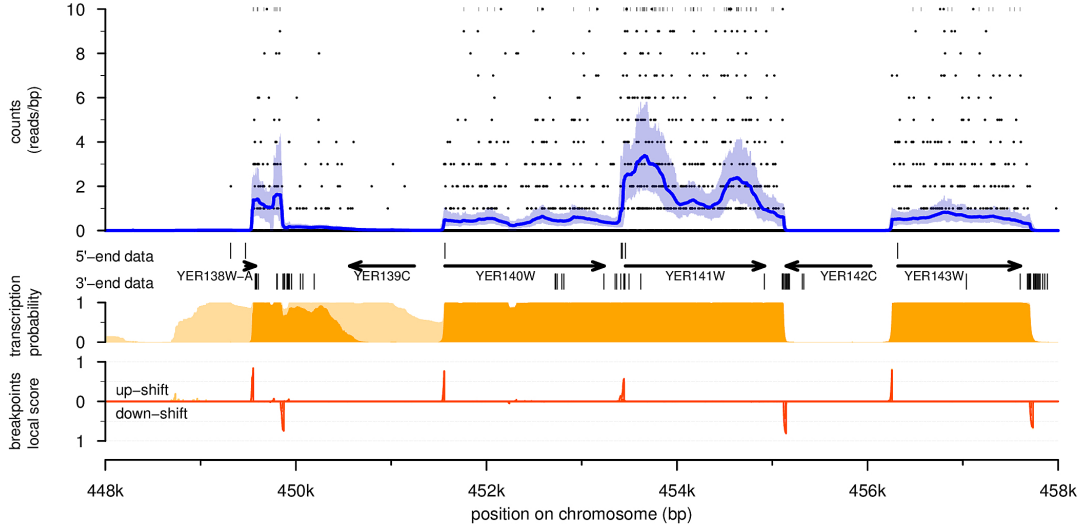 10
8
6
4
2
0
counts
(reads/bp)
5'−end data
YER138W−A
YER139C
YER140W
YER141W
YER142C
YER143W
3'−end data
transcription
probability
1
0
breakpoints
local score
1
0
1
up−shift
down−shift
448k
450k
452k
454k
456k
458k
position on chromosome (bp)